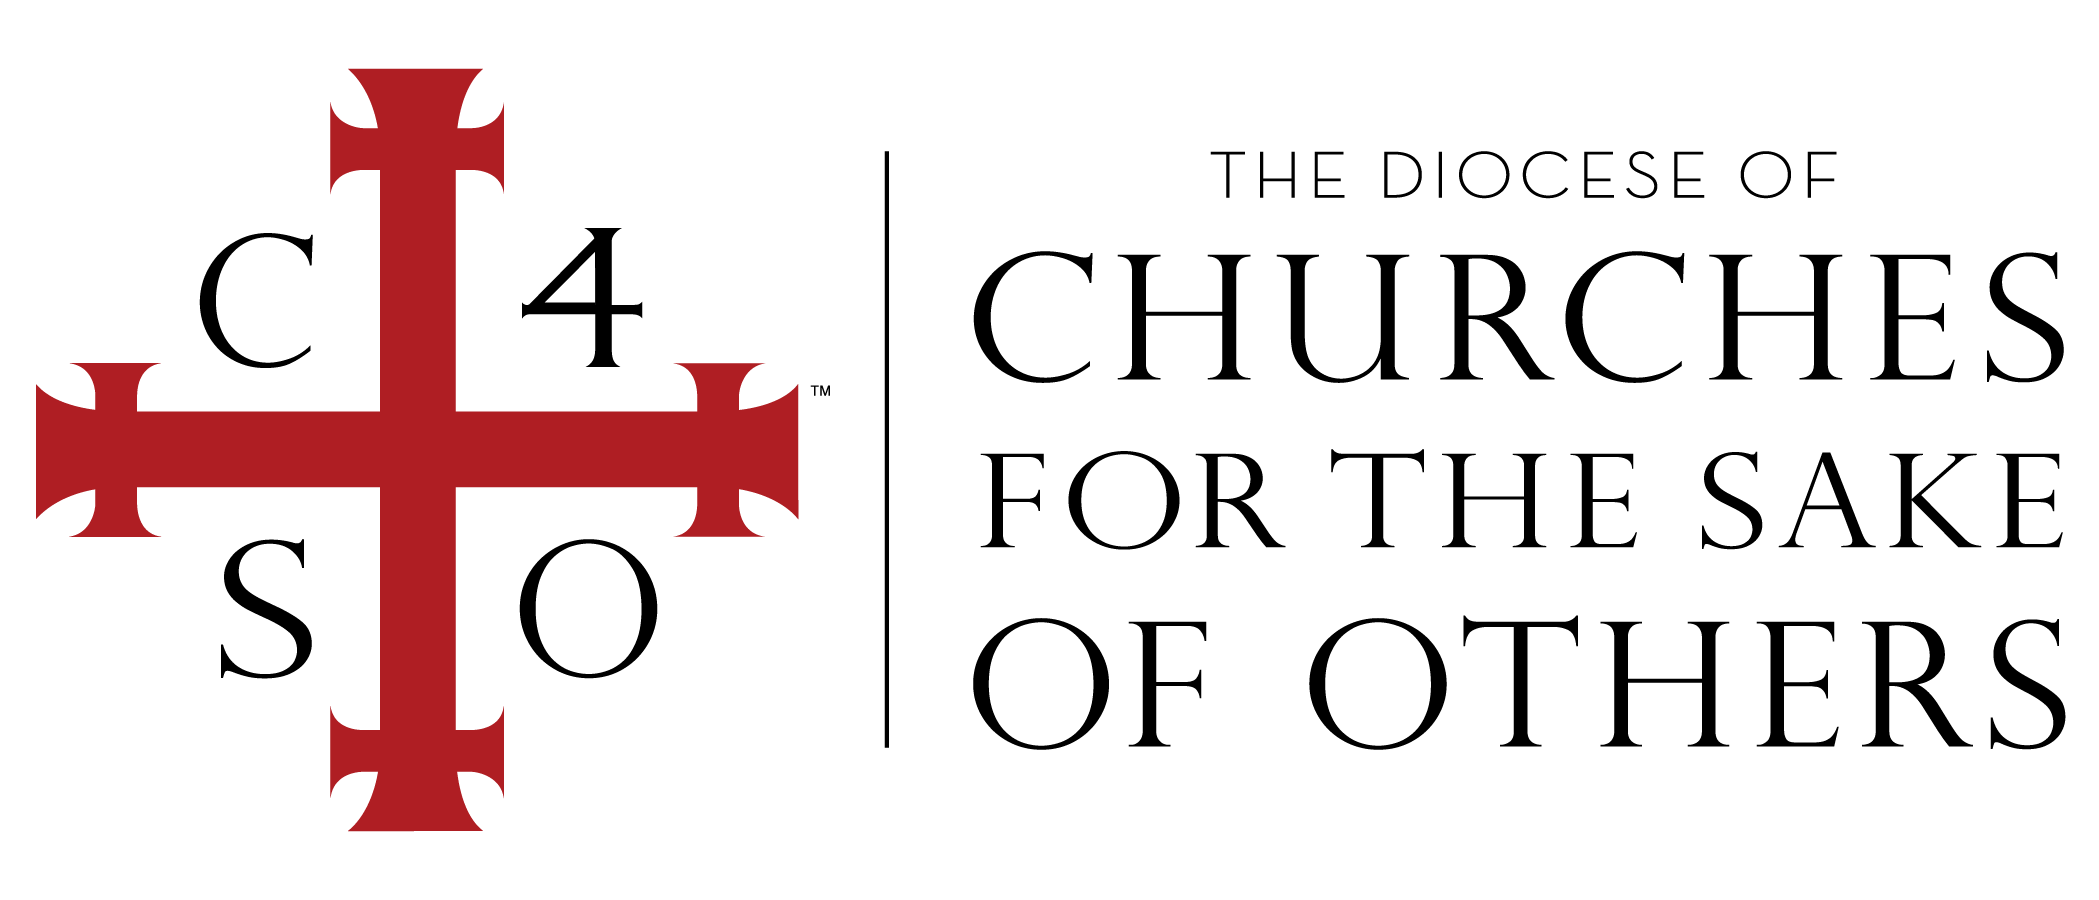 C 4
™
S O
THE DIOCESE OF
CHURCHES
FOR THE SAKE
OF OTHERS